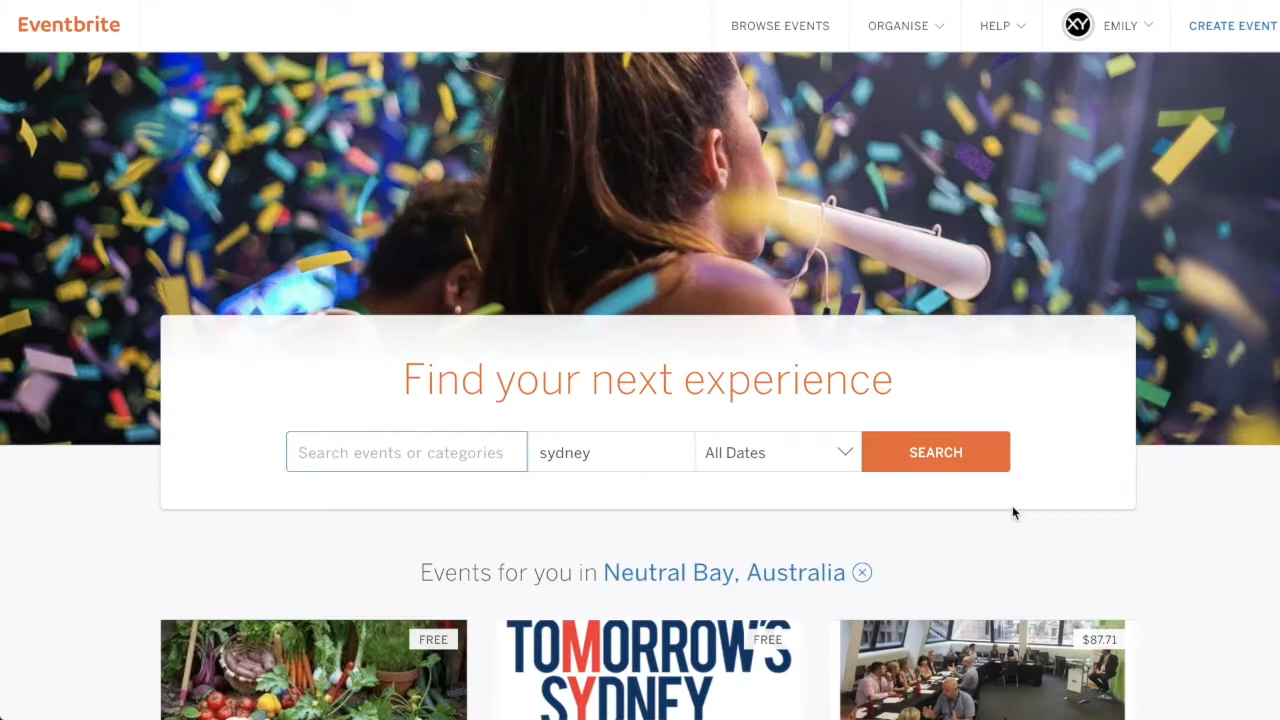 Eventbrite
BROWSE EVENTS
ORGANISE
HELP
XY
EMILY
CREATE EVENT
Find your next experience
Search events or categories
sydney
All Dates
SEARCH
Events for you in Neutral Bay, Australia
FREE
TOMORROW'S
SYDNEY
FREE
$87.71